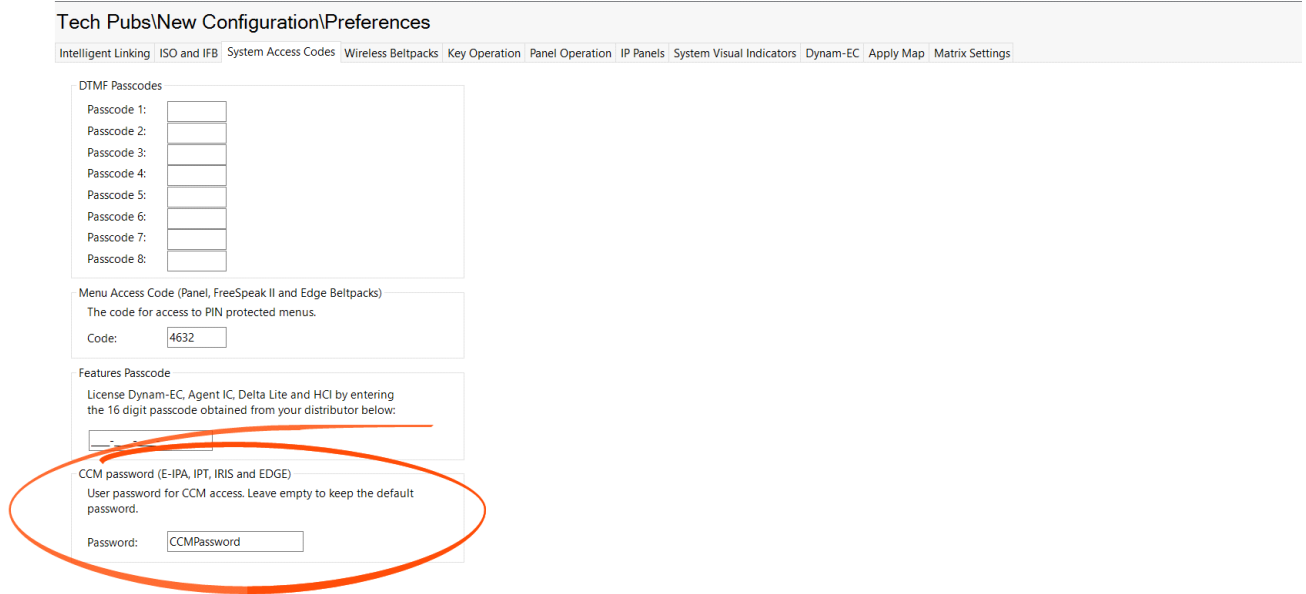 Tech Pubs\New Configuration\Preferences
Intelligent Linking ISO and IFB System Access Codes Wireless Beltpacks Key Operation Panel Operation IP Panels System Visual Indicators Dynam-EC Apply Map Matrix Settings
DTMF Passcodes
Passcode 1:
Passcode 2:
Passcode 3:
Passcode 4:
Passcode 5:
Passcode 6:
Passcode 7:
Passcode 8:
Menu Access Code (Panel, FreeSpeak II and Edge Beltpacks)
The code for access to PIN protected menus.
Code: 4632
Features Passcode
License Dynam-EC, Agent IC, Delta Lite and HCI by entering
the 16 digit passcode obtained from your distributor below:
CCM password (E-IPA, IPT, IRIS and EDGE)
User password for CCM access. Leave empty to keep the default
password.
Password: CCMPassword